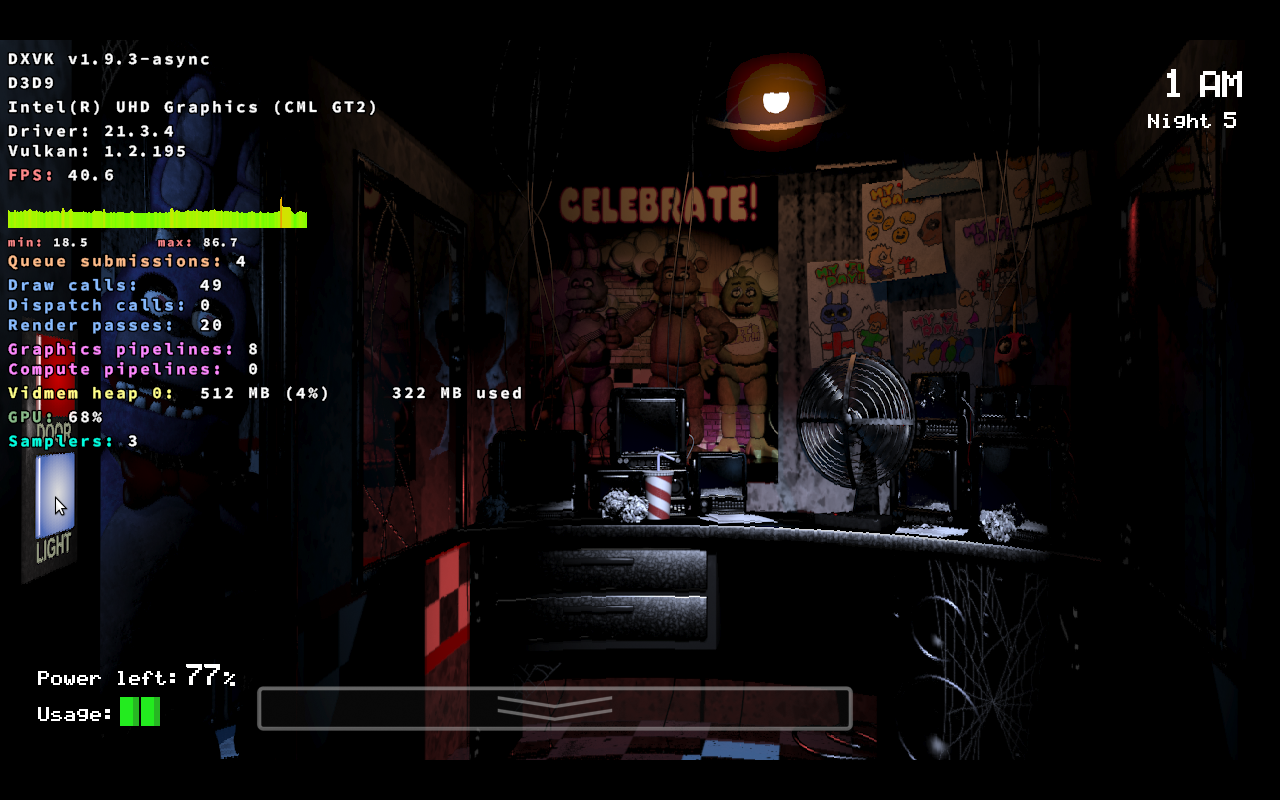 DXVK v1.9.3-async
D3D9
Intel(R) UHD Graphics (CML GT2)
Driver: 21.3.4
Vulkan: 1.2.195
FPS: 40.6
min: 18.5 max: 86.7
Queue submissions: 4
Draw calls: 49
Dispatch calls: 0
Render passes: 20
Graphics pipelines: 8
Compute pipelines: 0
Vidmem heap 0: 512 MB (4%) 322 MB used
GPU: 68%
Samplers: 3
DOOR
LIGHT
1 AM
Night 5
CELEBRATE!
Power left: 77%
Usage: